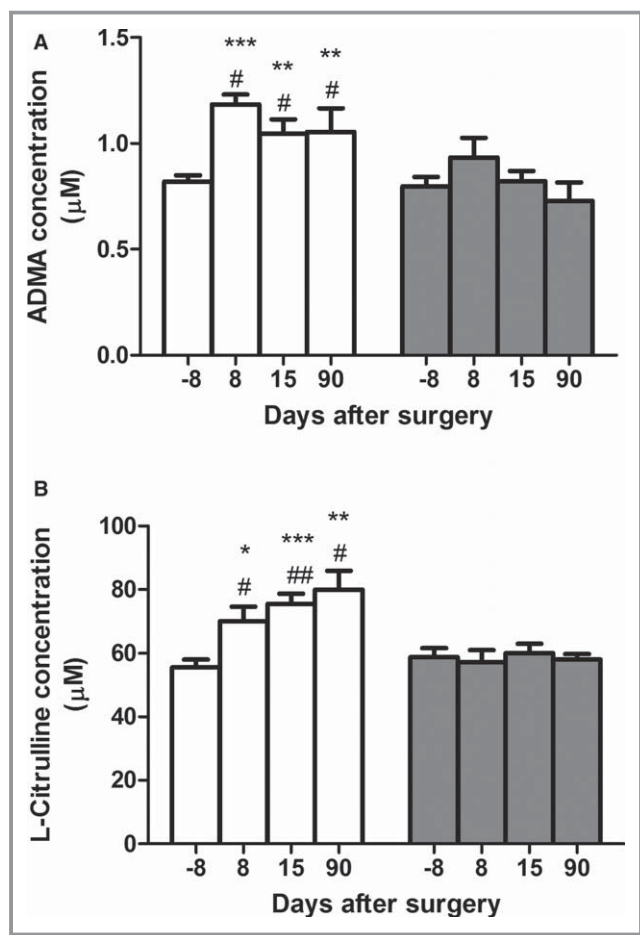 A
ADMA concentration
(μM)
1.5
1.0
0.5
0.0
***
#
**
#
**
#
-8 8 15 90 -8 8 15 90
Days after surgery
B
L-Citrulline concentration
(μM)
100
80
60
40
20
0
*
#
***
##
**
#
-8 8 15 90 -8 8 15 90
Days after surgery